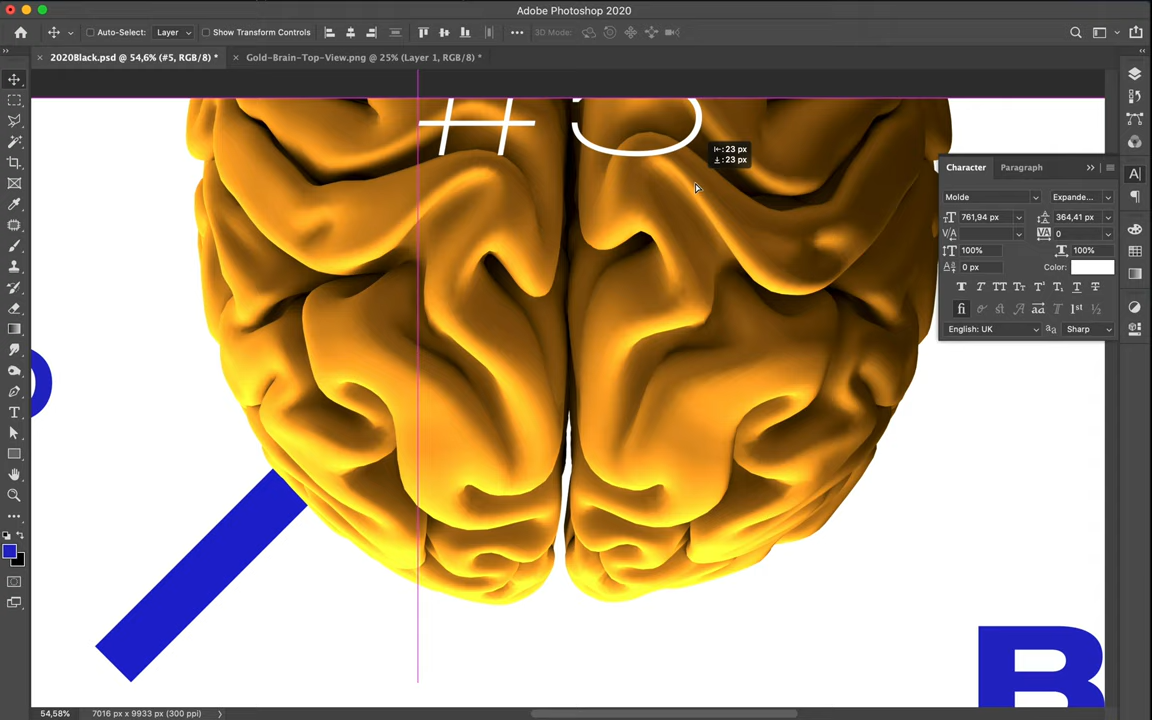 Adobe Photoshop 2020
Auto-Select: Layer Show Transform Controls 3D Mode:
2020Black.psd @ 54,6% (#5, RGB/8) * Gold-Brain-Top-View.png @ 25% (Layer 1, RGB/8) *
#5
: 23 px
: 23 px
Character Paragraph
Molde Expande...
761,94 px 364,41 px
0
100% 100%
0 px Color:
English: UK Sharp
B
54,58% 7016 px x 9933 px (300 ppi)